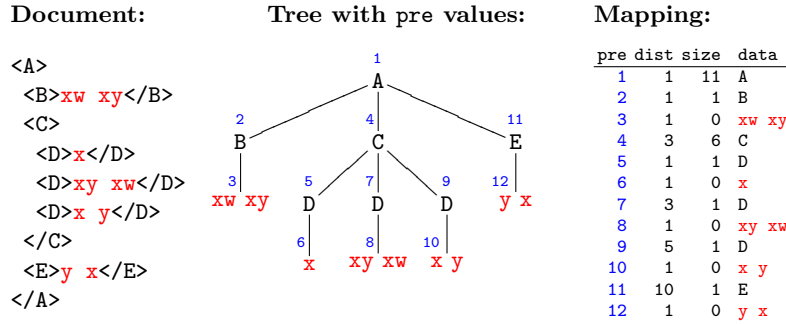 Document: Tree with pre values: Mapping:
<A>
<B>xw xy</B>
<C>
<D>x</D>
<D>xy xw</D>
<D>x y</D>
</C>
<E>y x</E>
</A>
1
A
2 4 11
B C E
3 5 7 9 12
xw xy D D D y x
6 8 10
x xy xw x y
pre dist size data
1 1 11 A
2 1 1 B
3 1 0 xw xy
4 3 6 C
5 1 1 D
6 1 0 x
7 3 1 D
8 1 0 xy xw
9 5 1 D
10 1 0 x y
11 10 1 E
12 1 0 y x